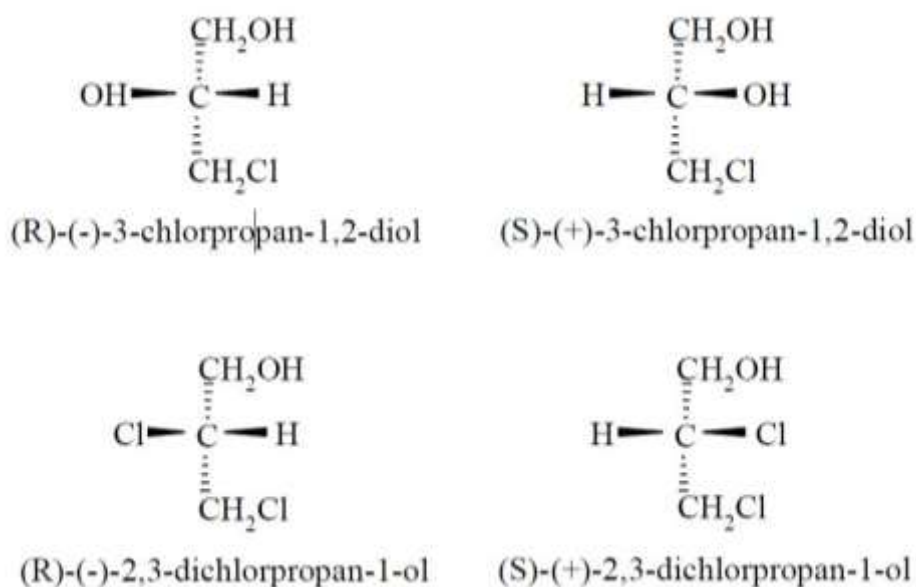 CH2OH CH2OH
OH C H H C OH
CH2Cl CH2Cl
(R)-(-)-3-chlorpropan-1,2-diol (S)-(+)-3-chlorpropan-1,2-diol
CH2OH CH2OH
Cl C H H C Cl
CH2Cl CH2Cl
(R)-(-)-2,3-dichlorpropan-1-ol (S)-(+)-2,3-dichlorpropan-1-ol